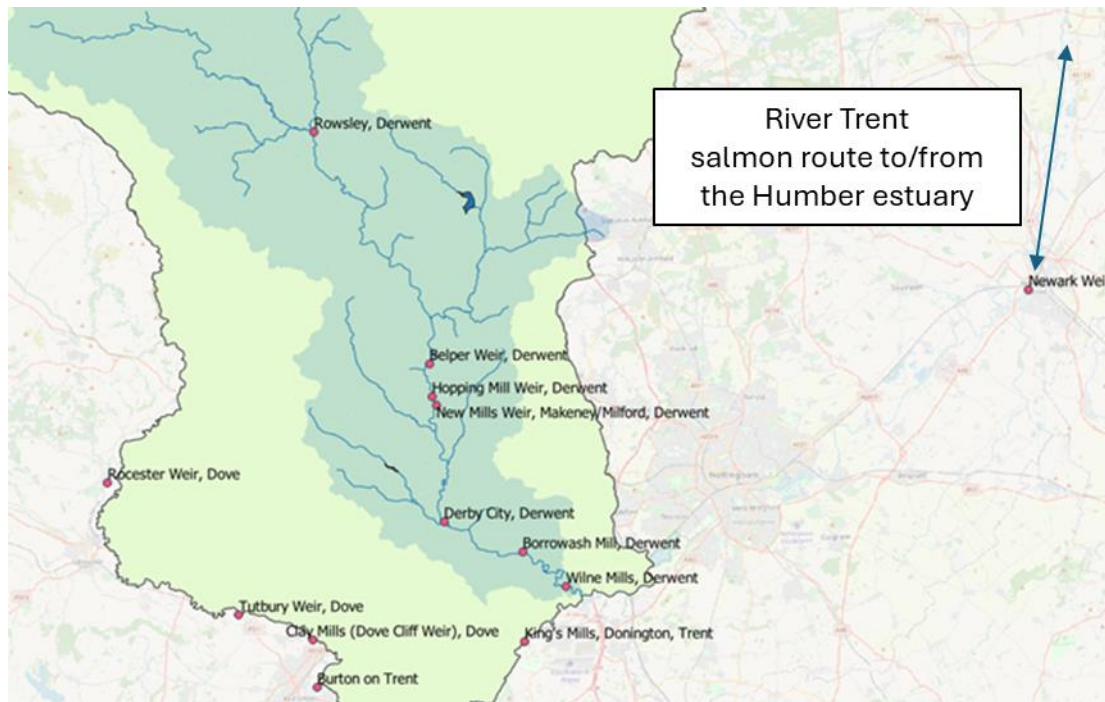 Rowsley, Derwent
River Trent
salmon route to/from
the Humber estuary
Newark Wei
Belper Weir, Derwent
Hopping Mill Weir, Derwent
New Mills Weir, Makeney/Milford, Derwent
Rocester Weir, Dove
Derby City, Derwent
Borrowash Mill, Derwent
Wilne Mills, Derwent
Tutbury Weir, Dove
Clay Mills (Dove Cliff Weir), Dove
King's Mills, Donington, Trent
Burton on Trent
Nottingham